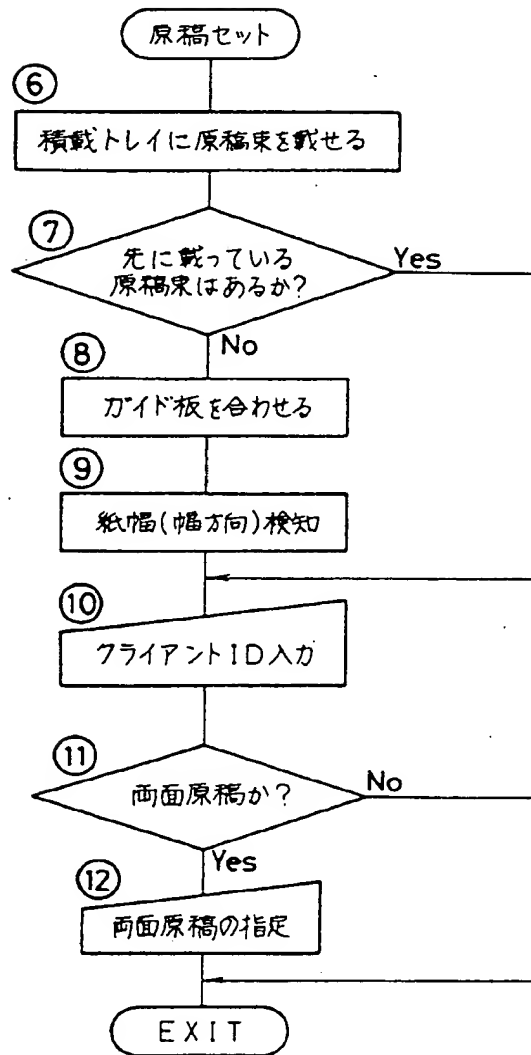 原稿セット
⑥
積載トレイに原稿束を載せる
⑦
先に載っている
原稿束はあるか?
Yes
No
⑧
ガイド板を合わせる
⑨
紙幅(幅方向)検知
⑩
クライアントID入力
⑪
両面原稿か?
No
Yes
⑫
両面原稿の指定
EXIT